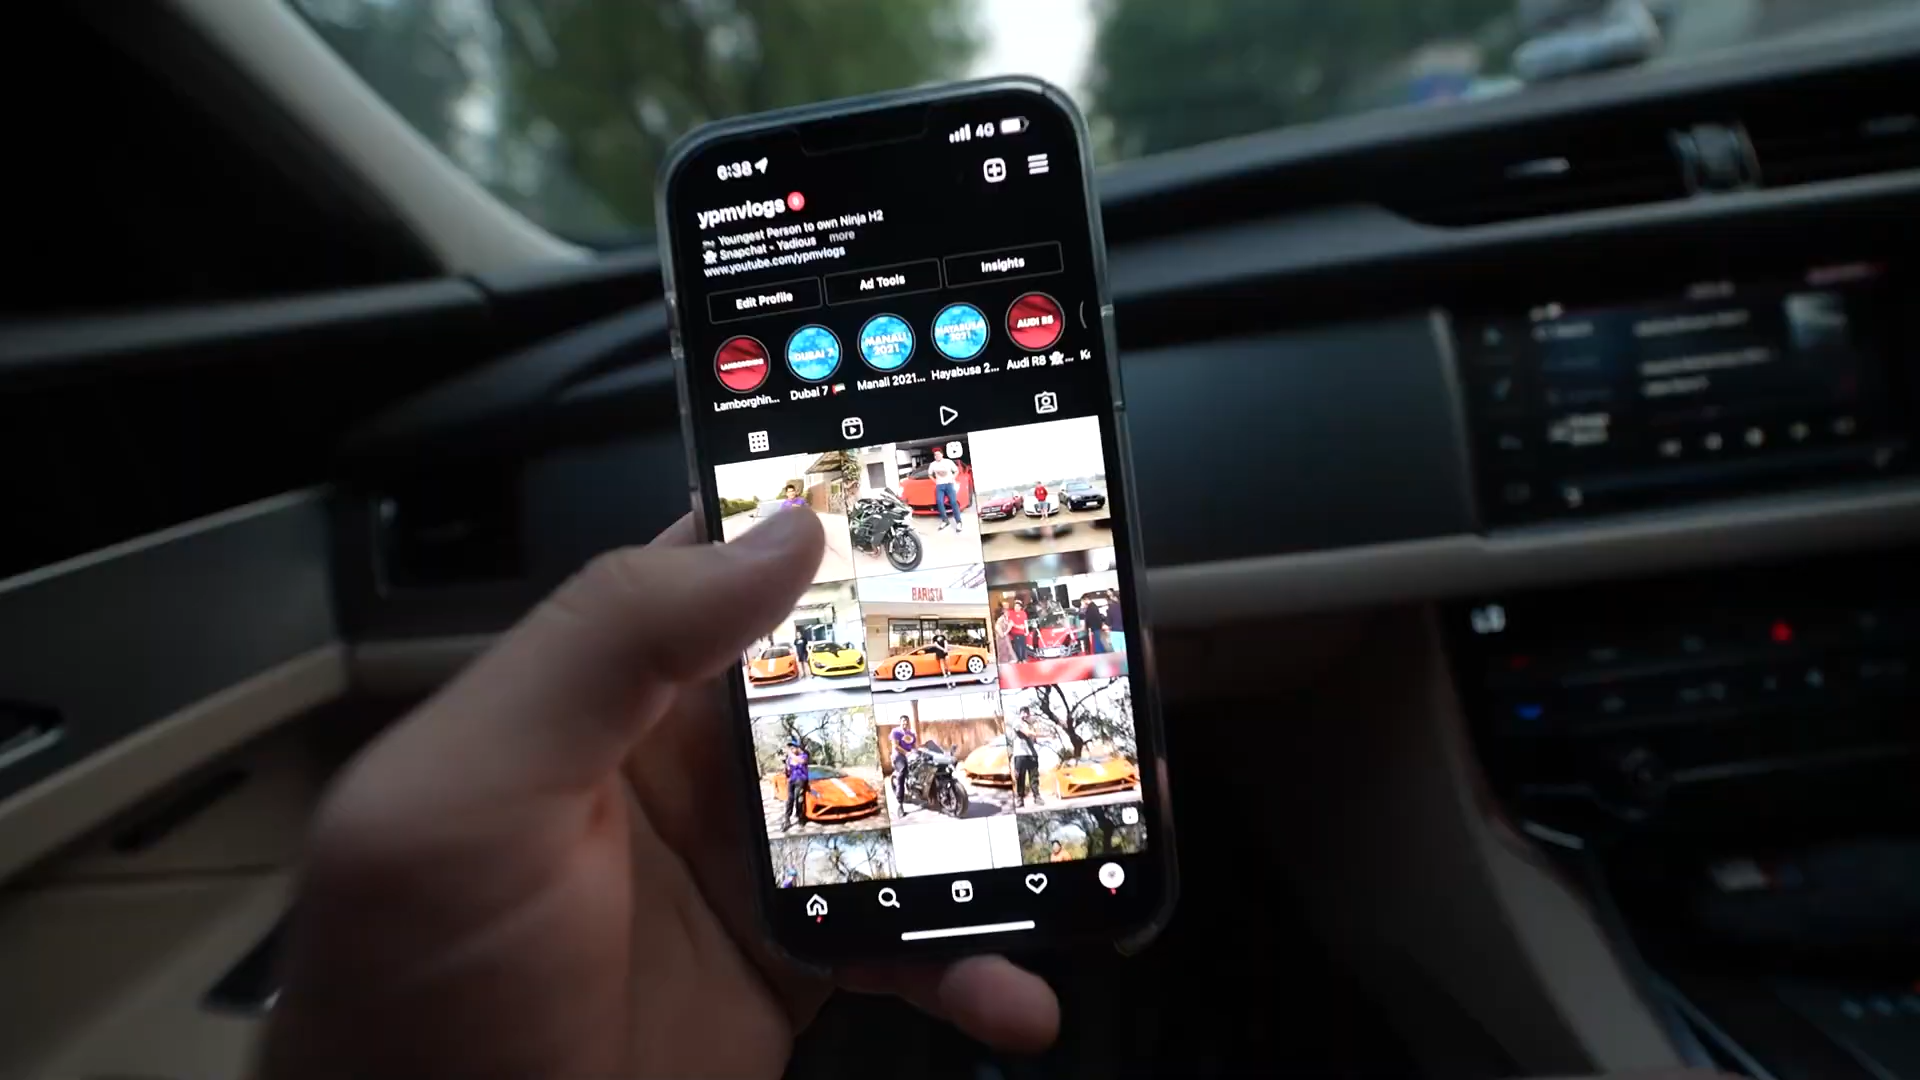 6:38
4G
ypmvlogs
Youngest Person to own Ninja H2
Snapchat - Yadious more
www.youtube.com/ypmvlogs
Edit Profile
Ad Tools
Insights
DUBAI 7
MANALI 2021
HAYABUSA 2021
AUDI R8
Lamborghin...
Dubai 7
Manali 2021...
Hayabusa 2...
Audi R8
BARISTA